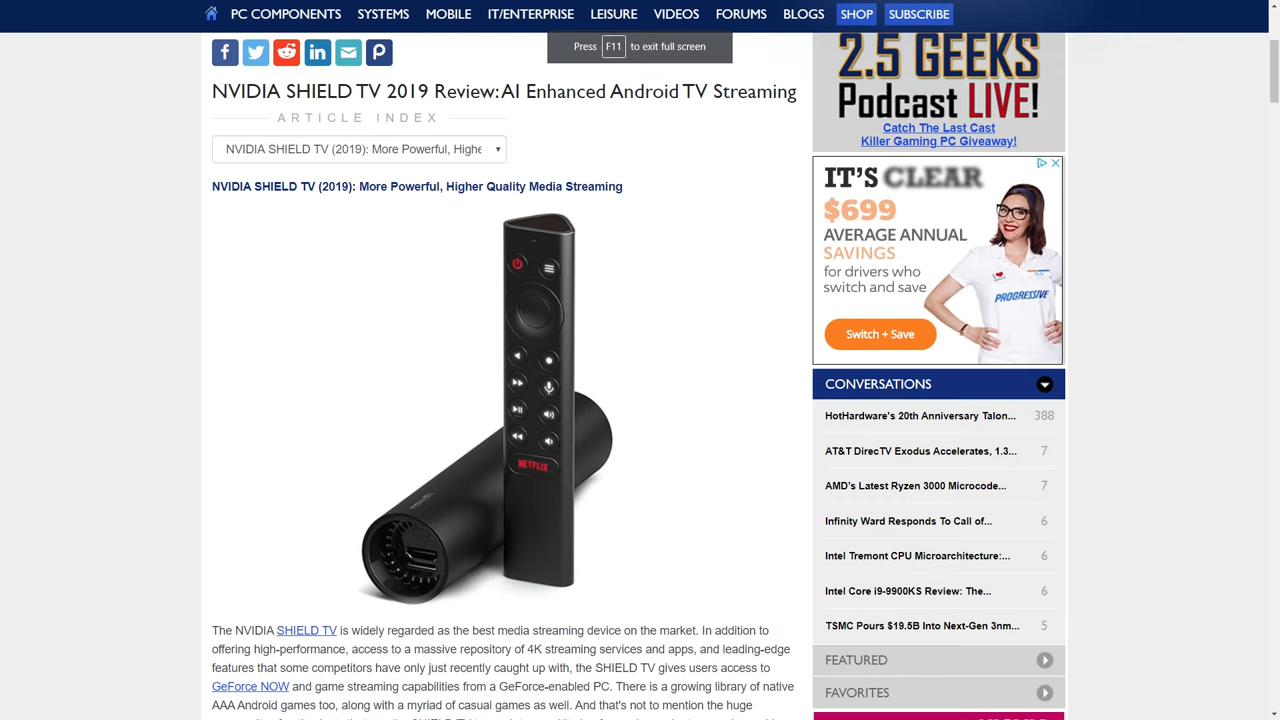 PC COMPONENTS SYSTEMS MOBILE IT/ENTERPRISE LEISURE VIDEOS FORUMS BLOGS SHOP SUBSCRIBE
Press F11 to exit full screen
NVIDIA SHIELD TV 2019 Review: AI Enhanced Android TV Streaming
ARTICLE INDEX
NVIDIA SHIELD TV (2019): More Powerful, Highe
NVIDIA SHIELD TV (2019): More Powerful, Higher Quality Media Streaming
NETFLIX
The NVIDIA SHIELD TV is widely regarded as the best media streaming device on the market. In addition to
offering high-performance, access to a massive repository of 4K streaming services and apps, and leading-edge
features that some competitors have only just recently caught up with, the SHIELD TV gives users access to
GeForce NOW and game streaming capabilities from a GeForce-enabled PC. There is a growing library of native
AAA Android games too, along with a myriad of casual games as well. And that's not to mention the huge
2.5 GEEKS
Podcast LIVE!
Catch The Last Cast
Killer Gaming PC Giveaway!
IT'S CLEAR
$699
AVERAGE ANNUAL
SAVINGS
for drivers who
switch and save
Switch + Save
PROGRESSIVE
CONVERSATIONS
HotHardware's 20th Anniversary Talon... 388
AT&T DirecTV Exodus Accelerates, 1.3... 7
AMD's Latest Ryzen 3000 Microcode... 7
Infinity Ward Responds To Call of... 6
Intel Tremont CPU Microarchitecture:... 6
Intel Core i9-9900KS Review: The... 6
TSMC Pours $19.5B Into Next-Gen 3nm... 5
FEATURED
FAVORITES